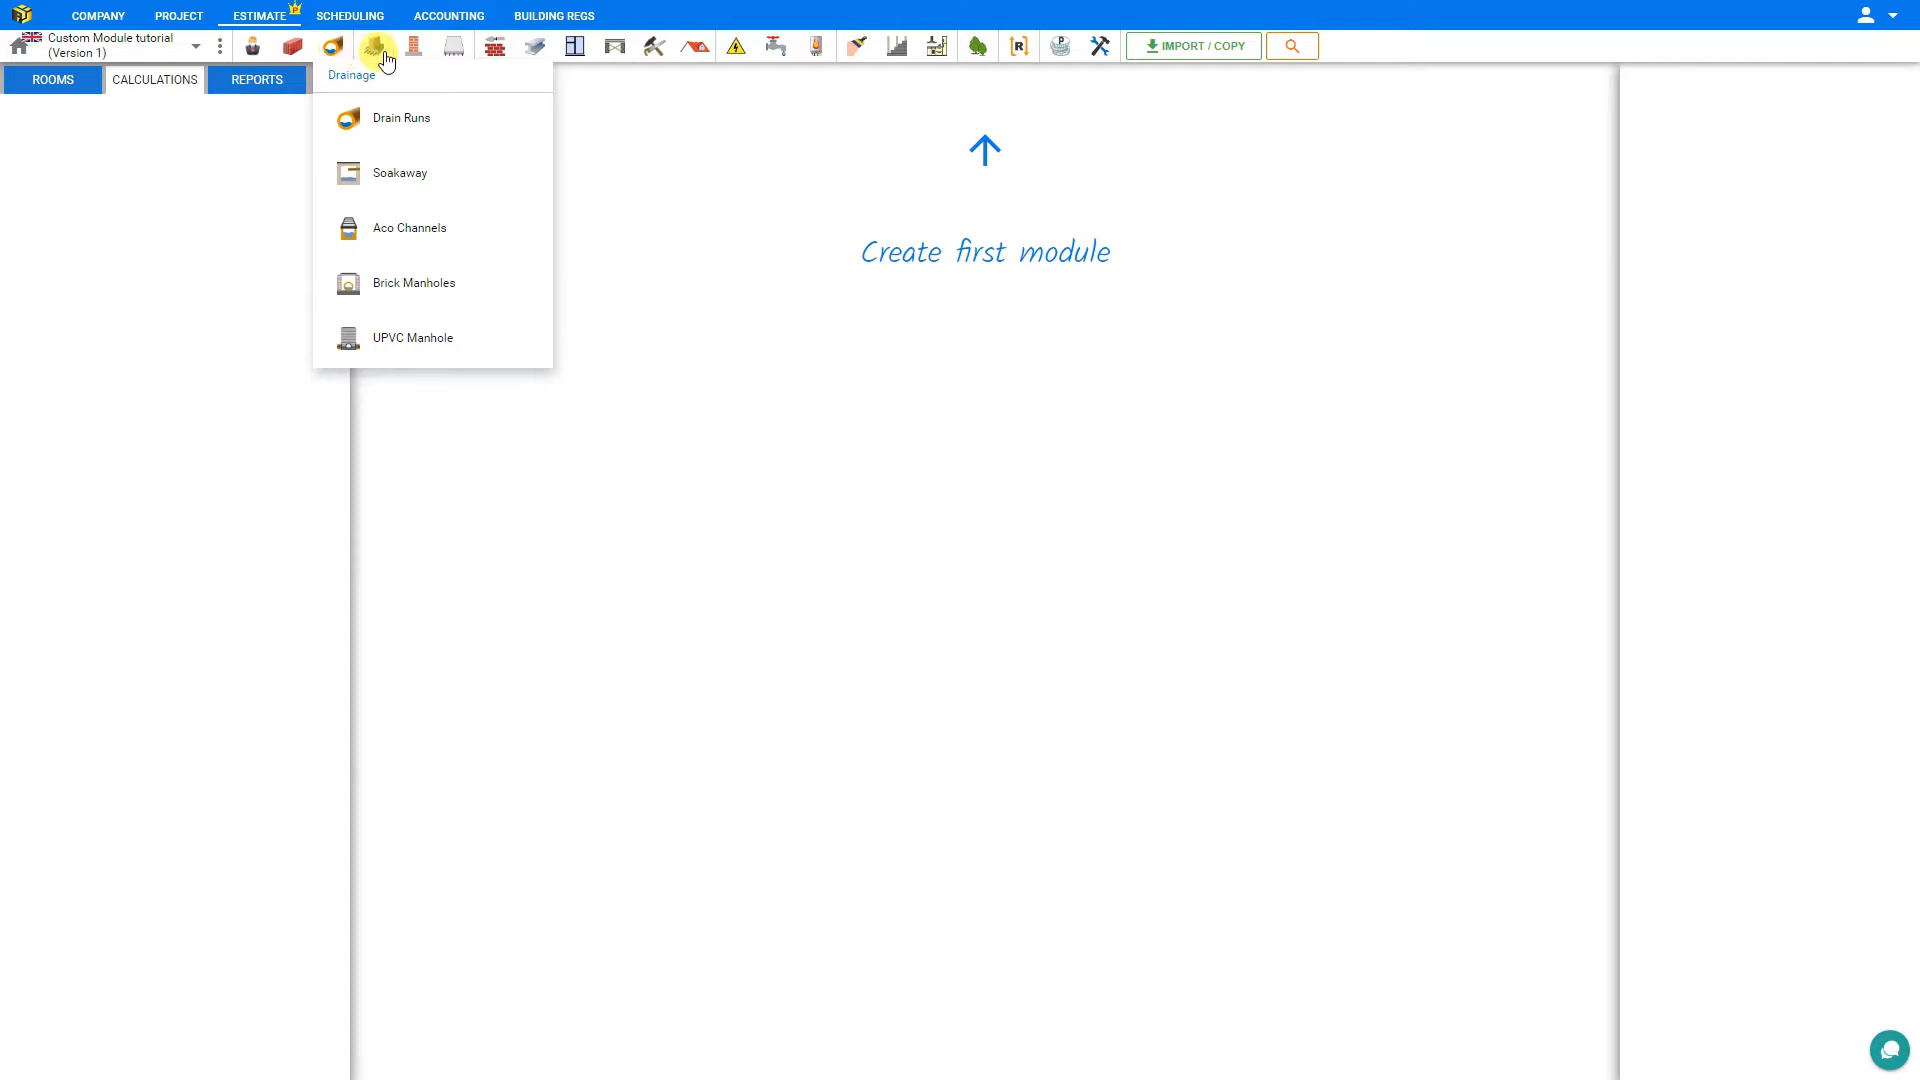 COMPANY PROJECT ESTIMATE P SCHEDULING ACCOUNTING BUILDING REGS
Custom Module tutorial
(Version 1)
R P IMPORT / COPY
ROOMS CALCULATIONS REPORTS
Drainage
Drain Runs
Soakaway
Aco Channels
Brick Manholes
UPVC Manhole
Create first module